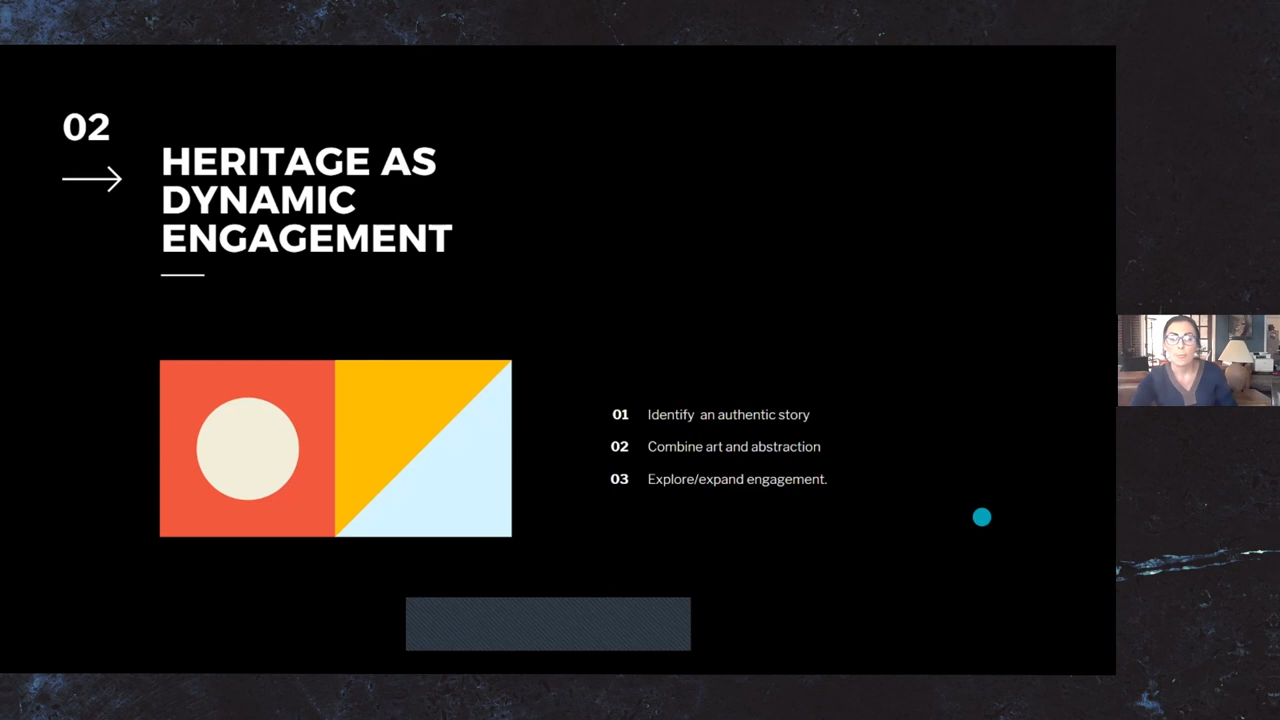 02
HERITAGE AS
DYNAMIC
ENGAGEMENT
01 Identify an authentic story
02 Combine art and abstraction
03 Explore/expand engagement.